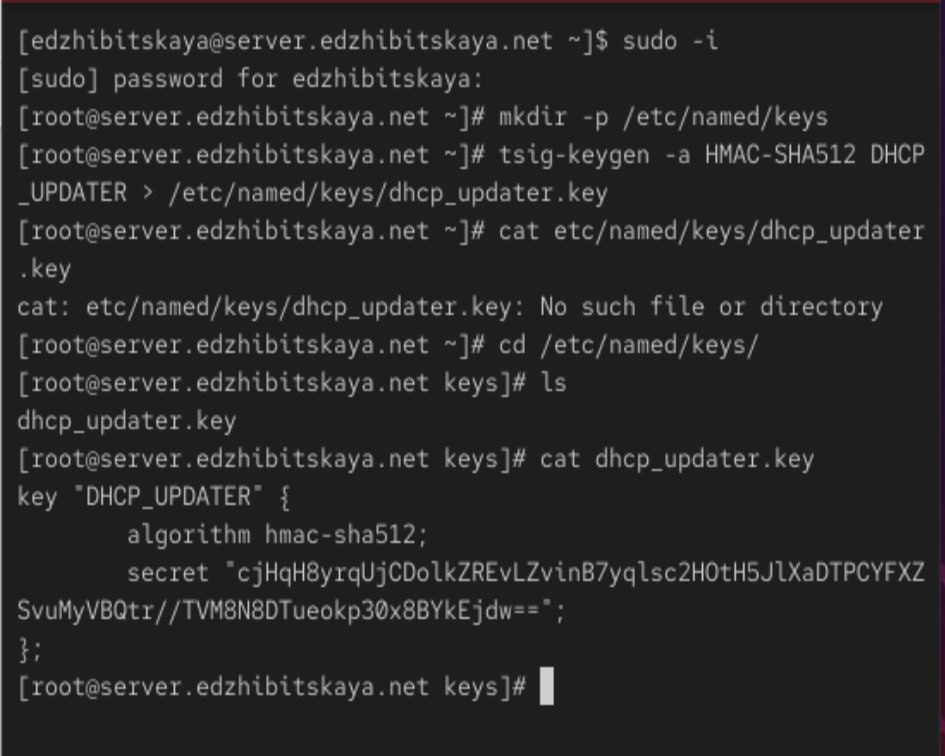 [edzhibitskaya@server.edzhibitskaya.net ~]$ sudo -i
[sudo] password for edzhibitskaya:
[root@server.edzhibitskaya.net ~]# mkdir -p /etc/named/keys
[root@server.edzhibitskaya.net ~]# tsig-keygen -a HMAC-SHA512 DHCP
_UPDATER > /etc/named/keys/dhcp_updater.key
[root@server.edzhibitskaya.net ~]# cat etc/named/keys/dhcp_updater
.key
cat: etc/named/keys/dhcp_updater.key: No such file or directory
[root@server.edzhibitskaya.net ~]# cd /etc/named/keys/
[root@server.edzhibitskaya.net keys]# ls
dhcp_updater.key
[root@server.edzhibitskaya.net keys]# cat dhcp_updater.key
key "DHCP_UPDATER" {
        algorithm hmac-sha512;
        secret "cjHqH8yrqUjCDolkZREvLZvinB7yqlsc2HOtH5JlXaDTPCYFXZ
SvuMyVBQtr//TVM8N8DTueokp30x8BYkEjdw==";
};
[root@server.edzhibitskaya.net keys]#